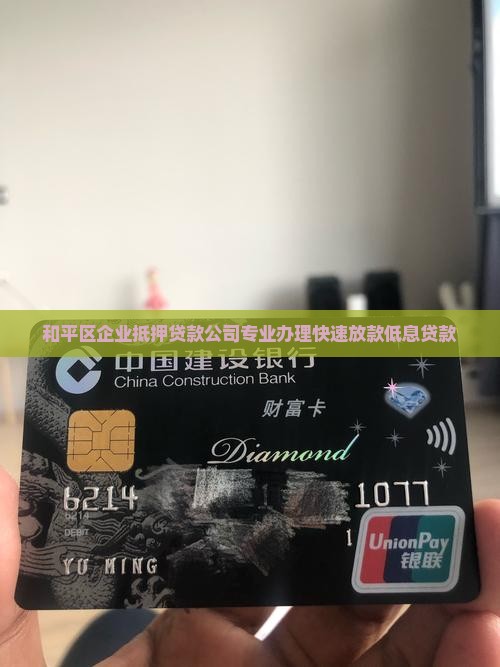 和平区企业抵押贷款公司专业办理快速放款低息贷款
中国建设银行
China Construction Bank
财富卡
Diamond
6214 1077
6214
DEBIT
1
YU MING
UnionPay
银联